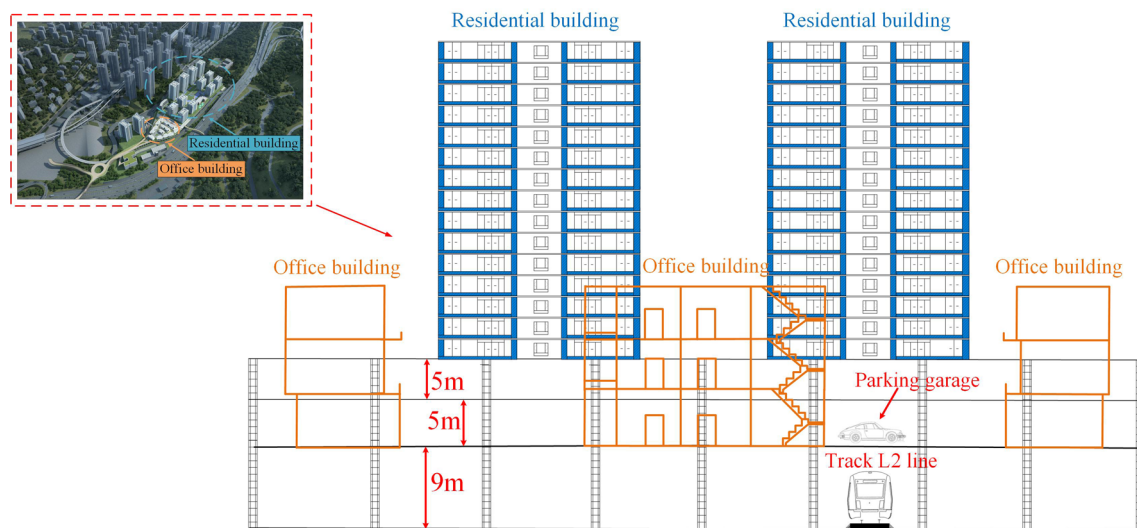 Residential building
Residential building
Residential building
Office building
Office building
Office building
Office building
5m
Parking garage
5m
Track L2 line
9m